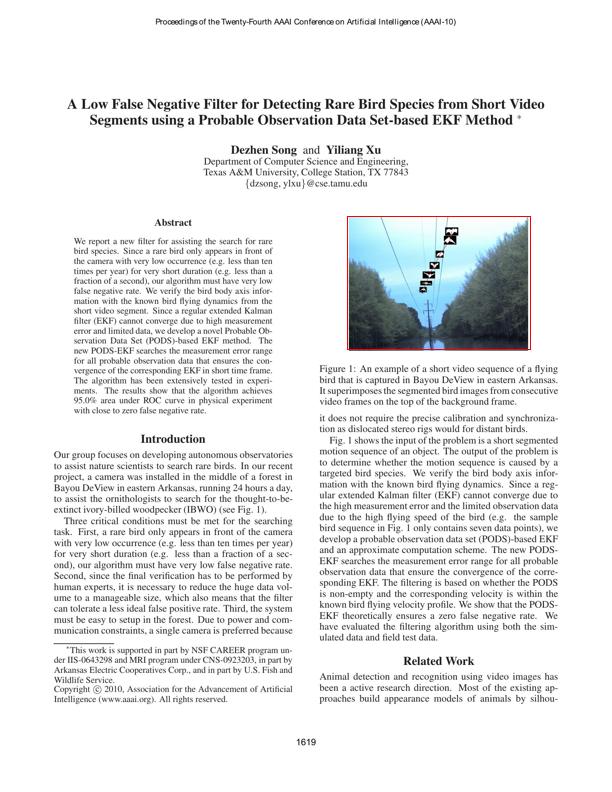 Proceedings of the Twenty-Fourth AAAI Conference on Artificial Intelligence (AAAI-10)
A Low False Negative Filter for Detecting Rare Bird Species from Short Video
Segments using a Probable Observation Data Set-based EKF Method *
Dezhen Song and Yiliang Xu
Department of Computer Science and Engineering,
Texas A&M University, College Station, TX 77843
{dzsong, ylxu}@cse.tamu.edu
Abstract
We report a new filter for assisting the search for rare
bird species. Since a rare bird only appears in front of
the camera with very low occurrence (e.g. less than ten
times per year) for very short duration (e.g. less than a
fraction of a second), our algorithm must have very low
false negative rate. We verify the bird body axis infor-
mation with the known bird flying dynamics from the
short video segment. Since a regular extended Kalman
filter (EKF) cannot converge due to high measurement
error and limited data, we develop a novel Probable Ob-
servation Data Set (PODS)-based EKF method. The
new PODS-EKF searches the measurement error range
for all probable observation data that ensures the con-
vergence of the corresponding EKF in short time frame.
The algorithm has been extensively tested in experi-
ments. The results show that the algorithm achieves
95.0% area under ROC curve in physical experiment
with close to zero false negative rate.
Introduction
Our group focuses on developing autonomous observatories
to assist nature scientists to search rare birds. In our recent
project, a camera was installed in the middle of a forest in
Bayou DeView in eastern Arkansas, running 24 hours a day,
to assist the ornithologists to search for the thought-to-be-
extinct ivory-billed woodpecker (IBWO) (see Fig. 1).
Three critical conditions must be met for the searching
task. First, a rare bird only appears in front of the camera
with very low occurrence (e.g. less than ten times per year)
for very short duration (e.g. less than a fraction of a sec-
ond), our algorithm must have very low false negative rate.
Second, since the final verification has to be performed by
human experts, it is necessary to reduce the huge data vol-
ume to a manageable size, which also means that the filter
can tolerate a less ideal false positive rate. Third, the system
must be easy to setup in the forest. Due to power and com-
munication constraints, a single camera is preferred because
*This work is supported in part by NSF CAREER program un-
der IIS-0643298 and MRI program under CNS-0923203, in part by
Arkansas Electric Cooperatives Corp., and in part by U.S. Fish and
Wildlife Service.
Copyright © 2010, Association for the Advancement of Artificial
Intelligence (www.aaai.org). All rights reserved.
Figure 1: An example of a short video sequence of a flying
bird that is captured in Bayou DeView in eastern Arkansas.
It superimposes the segmented bird images from consecutive
video frames on the top of the background frame.
it does not require the precise calibration and synchroniza-
tion as dislocated stereo rigs would for distant birds.
Fig. 1 shows the input of the problem is a short segmented
motion sequence of an object. The output of the problem is
to determine whether the motion sequence is caused by a
targeted bird species. We verify the bird body axis infor-
mation with the known bird flying dynamics. Since a reg-
ular extended Kalman filter (EKF) cannot converge due to
the high measurement error and the limited observation data
due to the high flying speed of the bird (e.g. the sample
bird sequence in Fig. 1 only contains seven data points), we
develop a probable observation data set (PODS)-based EKF
and an approximate computation scheme. The new PODS-
EKF searches the measurement error range for all probable
observation data that ensure the convergence of the corre-
sponding EKF. The filtering is based on whether the PODS
is non-empty and the corresponding velocity is within the
known bird flying velocity profile. We show that the PODS-
EKF theoretically ensures a zero false negative rate. We
have evaluated the filtering algorithm using both the sim-
ulated data and field test data.
Related Work
Animal detection and recognition using video images has
been a active research direction. Most of the existing ap-
proaches build appearance models of animals by silhou-
1619